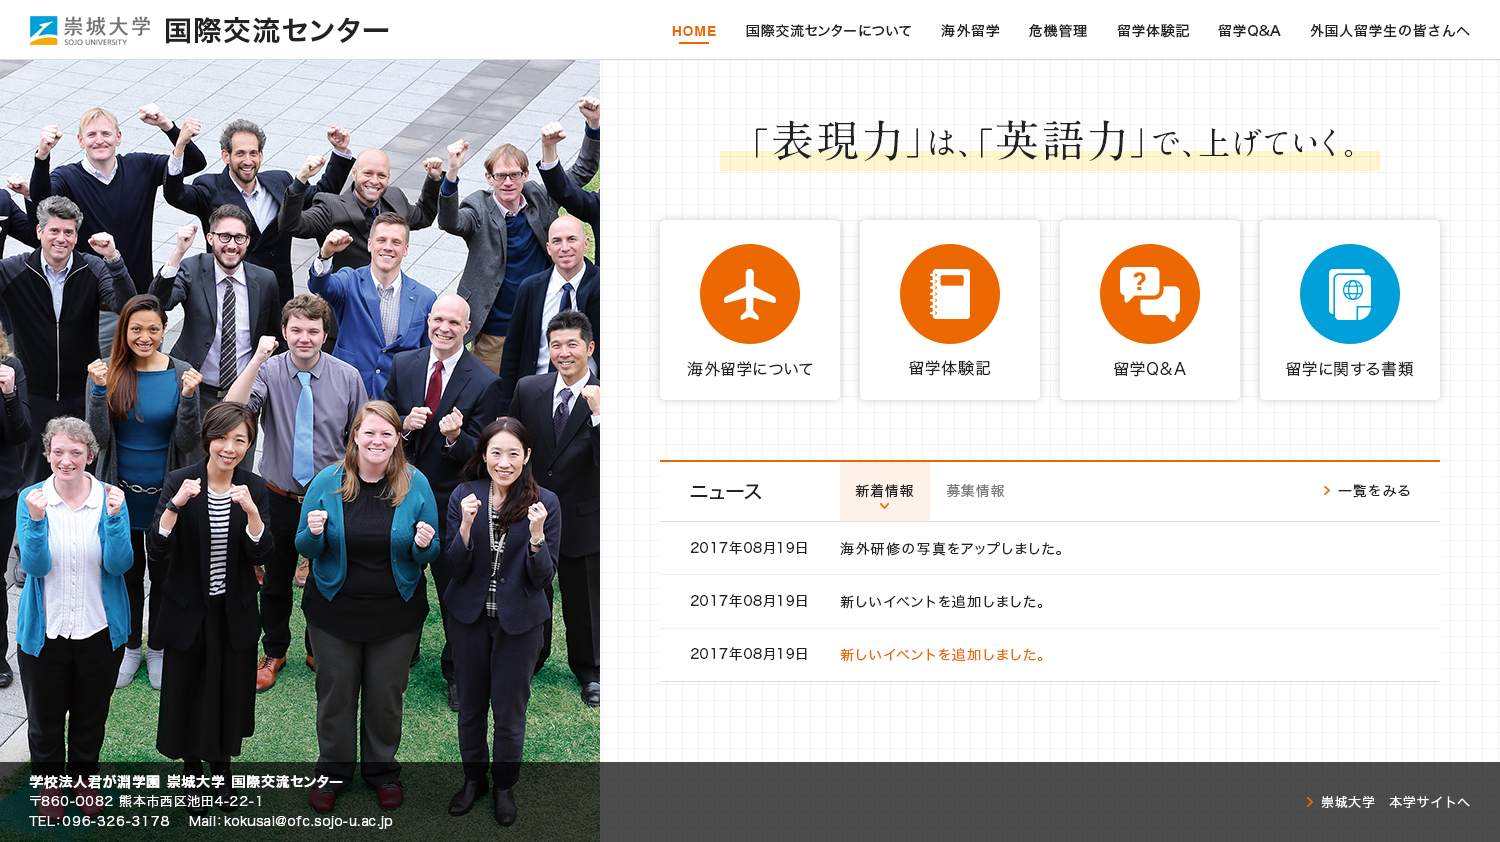 崇城大学
SOJO UNIVERSITY
国際交流センター
HOME
国際交流センターについて
海外留学
危機管理
留学体験記
留学Q&A
外国人留学生の皆さんへ
「表現力」は、「英語力」で、上げていく。
?
海外留学について
留学体験記
留学Q&A
留学に関する書類
ニュース
新着情報
募集情報
一覧をみる
2017年08月19日 海外研修の写真をアップしました。
2017年08月19日 新しいイベントを追加しました。
2017年08月19日 新しいイベントを追加しました。
学校法人君が淵学園 崇城大学 国際交流センター
〒860-0082 熊本市西区池田4-22-1
TEL:096-326-3178 Mail:kokusai@ofc.sojo-u.ac.jp
崇城大学 本学サイトへ